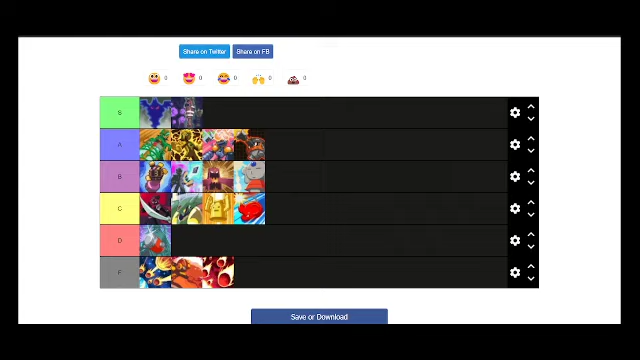 Share on Twitter Share on FB
0 0 0 0 0
S
A
B
C
D
F
Save or Download